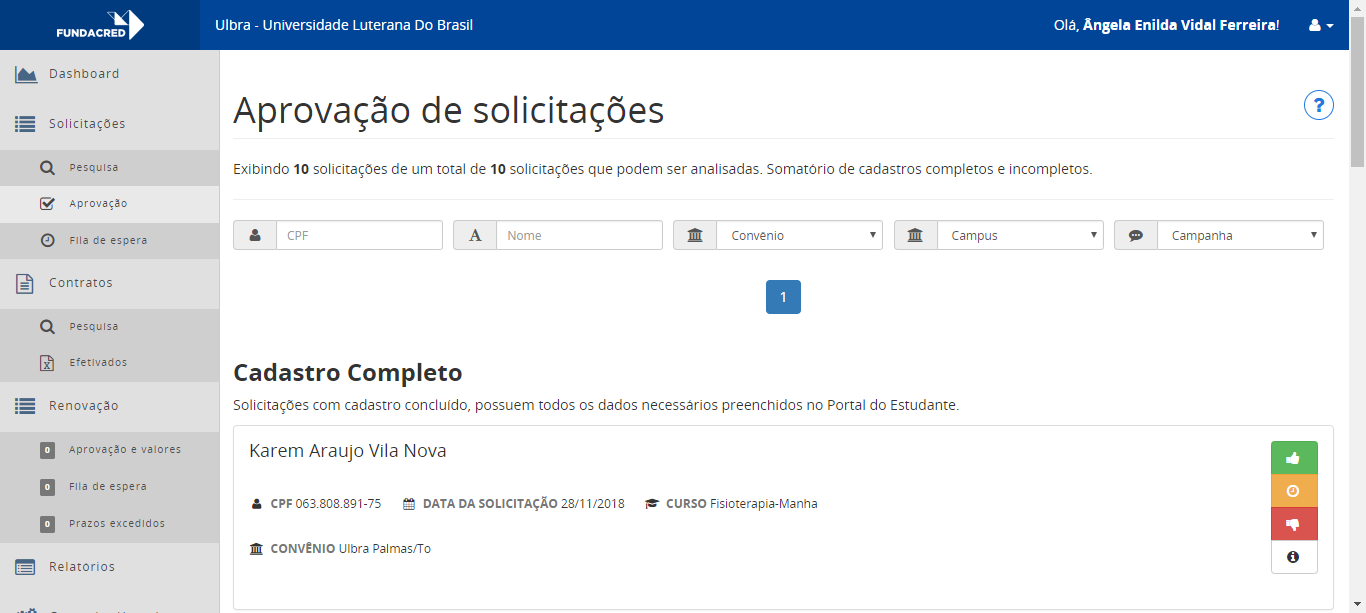 FUNDACRED
Ulbra - Universidade Luterana Do Brasil
Olá, Ângela Enilda Vidal Ferreira!
Dashboard
Solicitações
Pesquisa
Aprovação
Fila de espera
Contratos
Pesquisa
Efetivados
Renovação
0 Aprovação e valores
0 Fila de espera
0 Prazos excedidos
Relatórios
Aprovação de solicitações
?
Exibindo 10 solicitações de um total de 10 solicitações que podem ser analisadas. Somatório de cadastros completos e incompletos.
CPF
A Nome
Convênio
Campus
Campanha
1
Cadastro Completo
Solicitações com cadastro concluído, possuem todos os dados necessários preenchidos no Portal do Estudante.
Karem Araujo Vila Nova
CPF 063.808.891-75 DATA DA SOLICITAÇÃO 28/11/2018 CURSO Fisioterapia-Manha
CONVÊNIO Ulbra Palmas/To